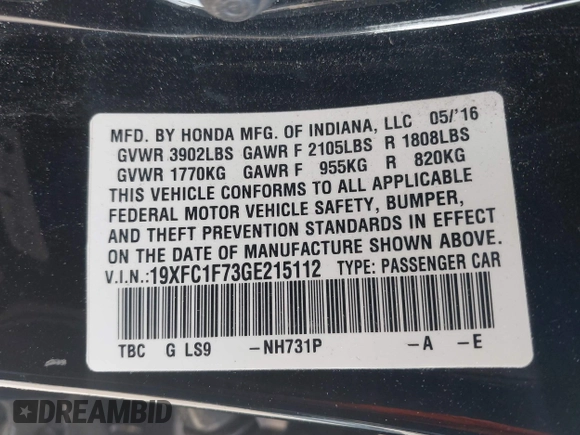 MFD. BY HONDA MFG. OF INDIANA, LLC 05/'16
GVWR 3902LBS GAWR F 2105LBS R 1808LBS
GVWR 1770KG GAWR F 955KG R 820KG
THIS VEHICLE CONFORMS TO ALL APPLICABLE
FEDERAL MOTOR VEHICLE SAFETY, BUMPER,
AND THEFT PREVENTION STANDARDS IN EFFECT
ON THE DATE OF MANUFACTURE SHOWN ABOVE.
V.I.N.: 19XFC1F73GE215112 TYPE: PASSENGER CAR
TBC G LS9 -NH731P -A -E
DREAMBID